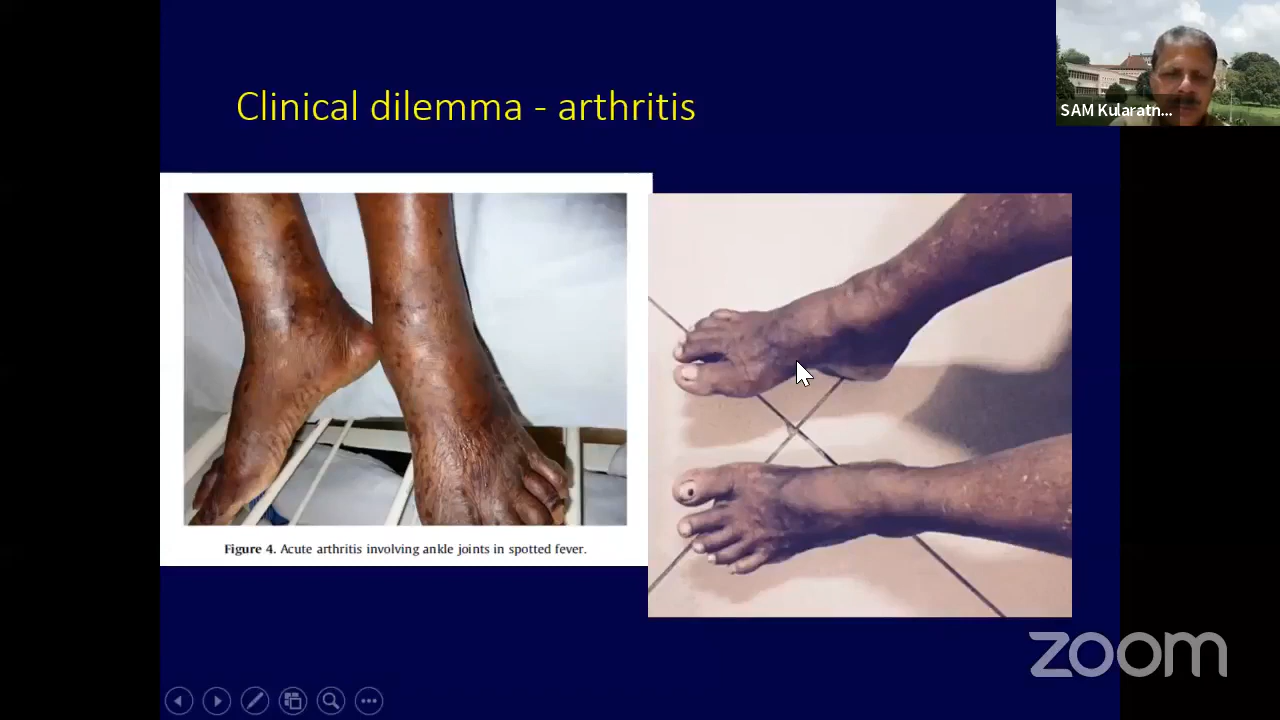 Clinical dilemma - arthritis
SAM Kularatn...
Figure 4. Acute arthritis involving ankle joints in spotted fever.
zoom